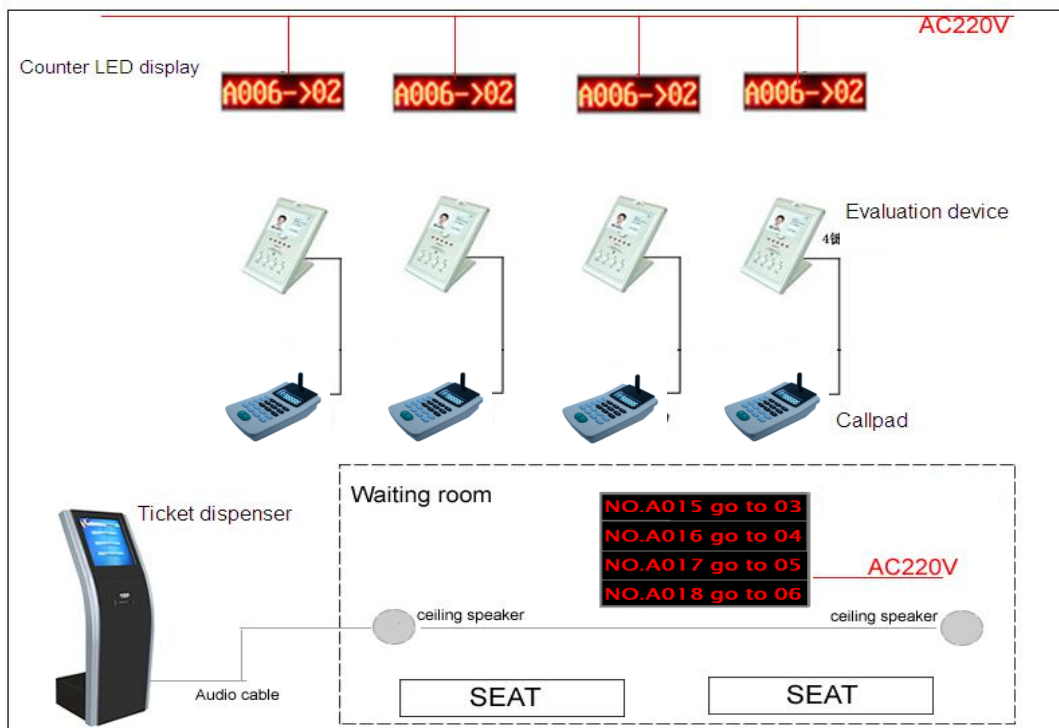 AC220V
Counter LED display
A006->02
A006->02
A006->02
A006->02
Evaluation device
4键
Callpad
Ticket dispenser
Waiting room
NO.A015 go to 03
NO.A016 go to 04
NO.A017 go to 05
NO.A018 go to 06
AC220V
ceiling speaker
ceiling speaker
Audio cable
SEAT
SEAT